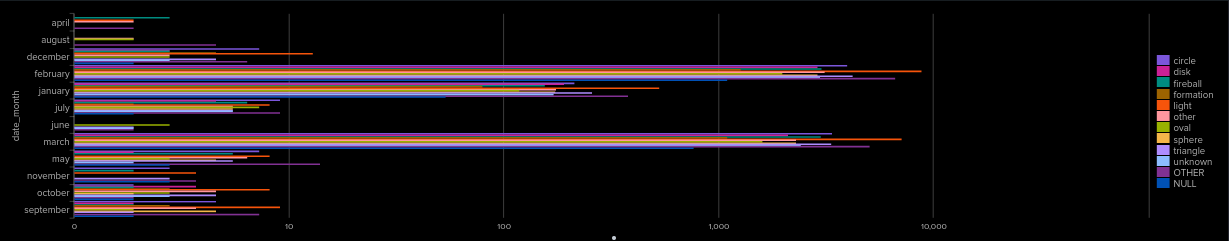 date_month
april
august
december
february
january
july
june
march
may
november
october
september
0
10
100
1,000
10,000
circle
disk
fireball
formation
light
other
oval
sphere
triangle
unknown
OTHER
NULL